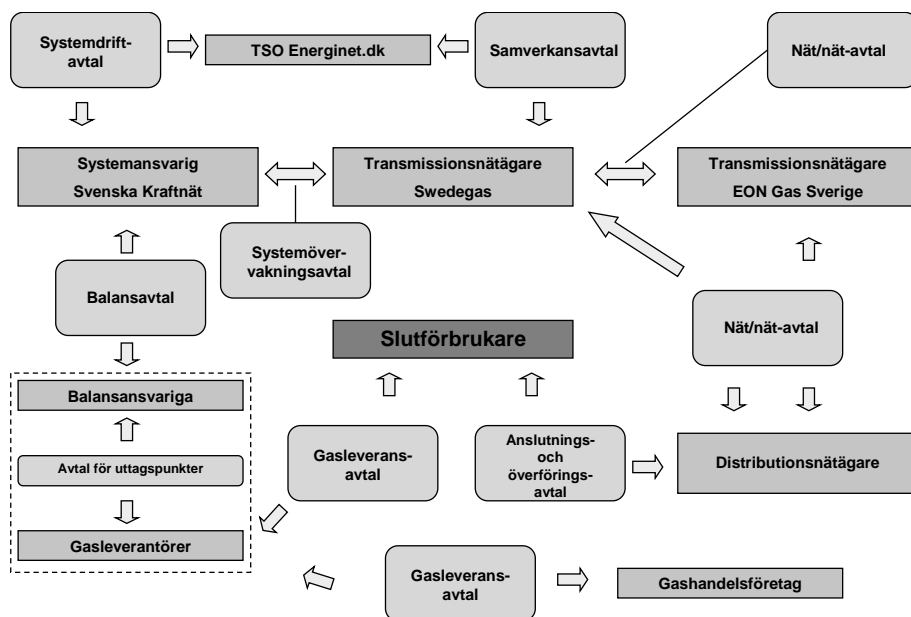 Systemdrift-
avtal
TSO Energinet.dk
Samverkansavtal
Nät/nät-avtal
Systemansvarig
Svenska Kraftnät
Transmissionsnätägare
Swedegas
Transmissionsnätägare
EON Gas Sverige
Systemöver-
vakningsavtal
Balansavtal
Nät/nät-avtal
Slutförbrukare
Balansansvariga
Avtal för uttagspunkter
Gasleverantörer
Gasleverans-
avtal
Anslutnings-
och
överförings-
avtal
Distributionsnätägare
Gasleverans-
avtal
Gashandelsföretag